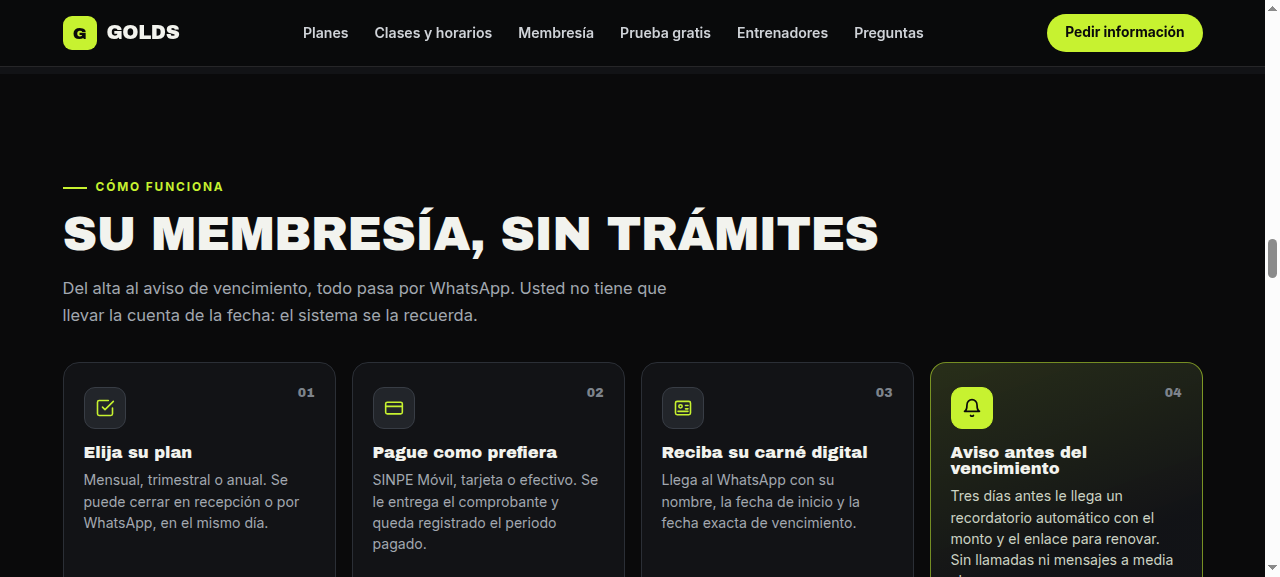 G GOLDS
Planes
Clases y horarios
Membresía
Prueba gratis
Entrenadores
Preguntas
Pedir información
CÓMO FUNCIONA
SU MEMBRESÍA, SIN TRÁMITES
Del alta al aviso de vencimiento, todo pasa por WhatsApp. Usted no tiene que
llevar la cuenta de la fecha: el sistema se la recuerda.
01
Elija su plan
Mensual, trimestral o anual. Se
puede cerrar en recepción o por
WhatsApp, en el mismo día.
02
Pague como prefiera
SINPE Móvil, tarjeta o efectivo. Se
le entrega el comprobante y
queda registrado el periodo
pagado.
03
Reciba su carné digital
Llega al WhatsApp con su
nombre, la fecha de inicio y la
fecha exacta de vencimiento.
04
Aviso antes del
vencimiento
Tres días antes le llega un
recordatorio automático con el
monto y el enlace para renovar.
Sin llamadas ni mensajes a media